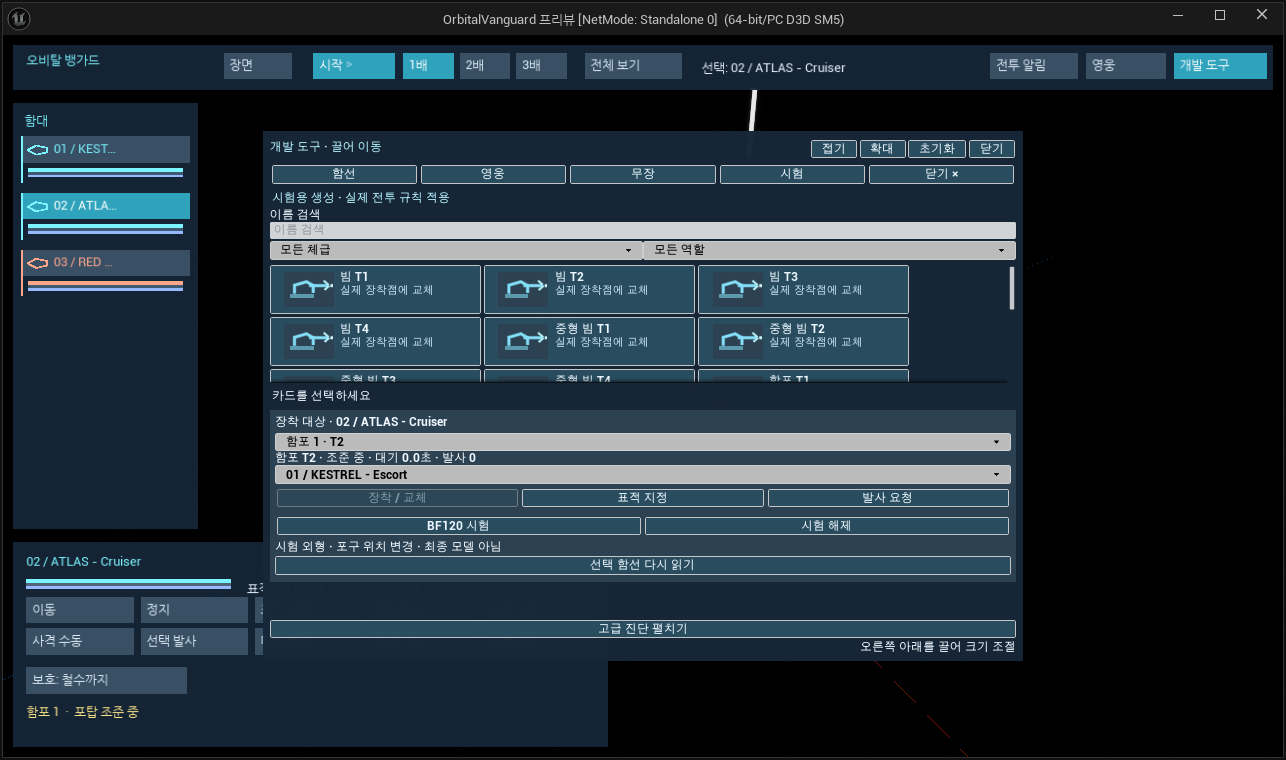 OrbitalVanguard 프리뷰 [NetMode: Standalone 0] (64-bit/PC D3D SM5)
오비탈 뱅가드 장면 시작 ▶ 1배 2배 3배 전체 보기 선택: 02 / ATLAS - Cruiser 전투 알림 영웅 개발 도구
함대
01 / KEST...
02 / ATLA...
03 / RED ...
개발 도구 · 끌어 이동 접기 확대 초기화 닫기
함선 영웅 무장 시험 닫기 ×
시험용 생성 · 실제 전투 규칙 적용
이름 검색
이름 검색
모든 체급 모든 역할
빔 T1 빔 T2 빔 T3
실제 장착점에 교체 실제 장착점에 교체 실제 장착점에 교체
빔 T4 중형 빔 T1 중형 빔 T2
실제 장착점에 교체 실제 장착점에 교체 실제 장착점에 교체
중형 빔 T3 중형 빔 T4 함포 T1
카드를 선택하세요
장착 대상 · 02 / ATLAS - Cruiser
함포 1 · T2
함포 T2 · 조준 중 · 대기 0.0초 · 발사 0
01 / KESTREL - Escort
장착 / 교체 표적 지정 발사 요청
BF120 시험 시험 해제
시험 외형 · 포구 위치 변경 · 최종 모델 아님
선택 함선 다시 읽기
고급 진단 펼치기
오른쪽 아래를 끌어 크기 조절
02 / ATLAS - Cruiser
이동 정지
사격 수동 선택 발사
보호: 철수까지
함포 1 · 포탑 조준 중